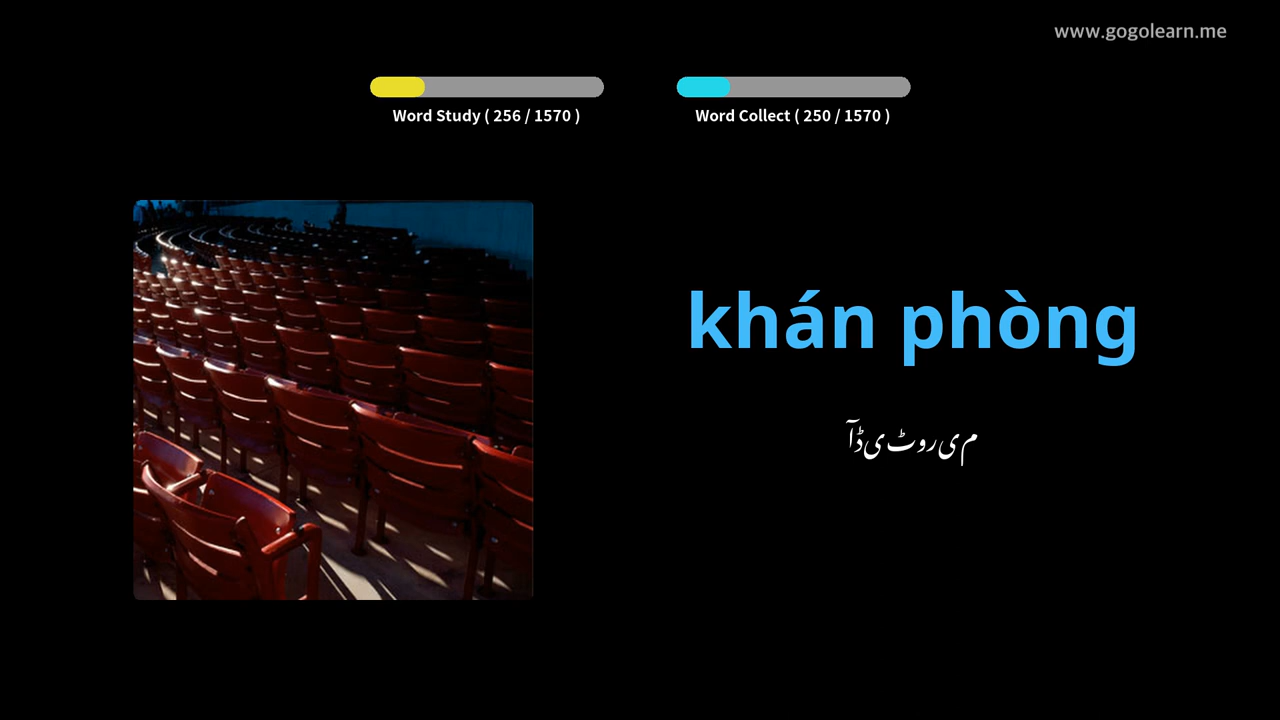 www.gogolearn.me
Word Study ( 256 / 1570 )
Word Collect ( 250 / 1570 )
khán phòng
م‌ی‌روٹ‌ی‌ڈآ